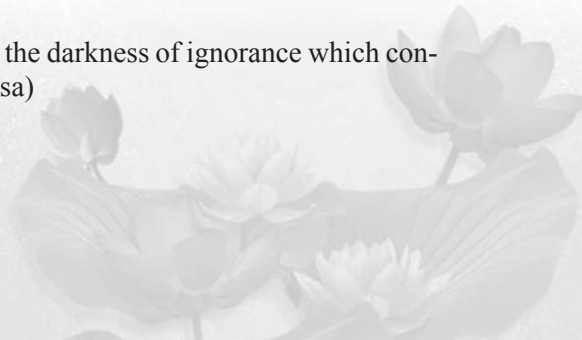 the darkness of ignorance which con-
sa)